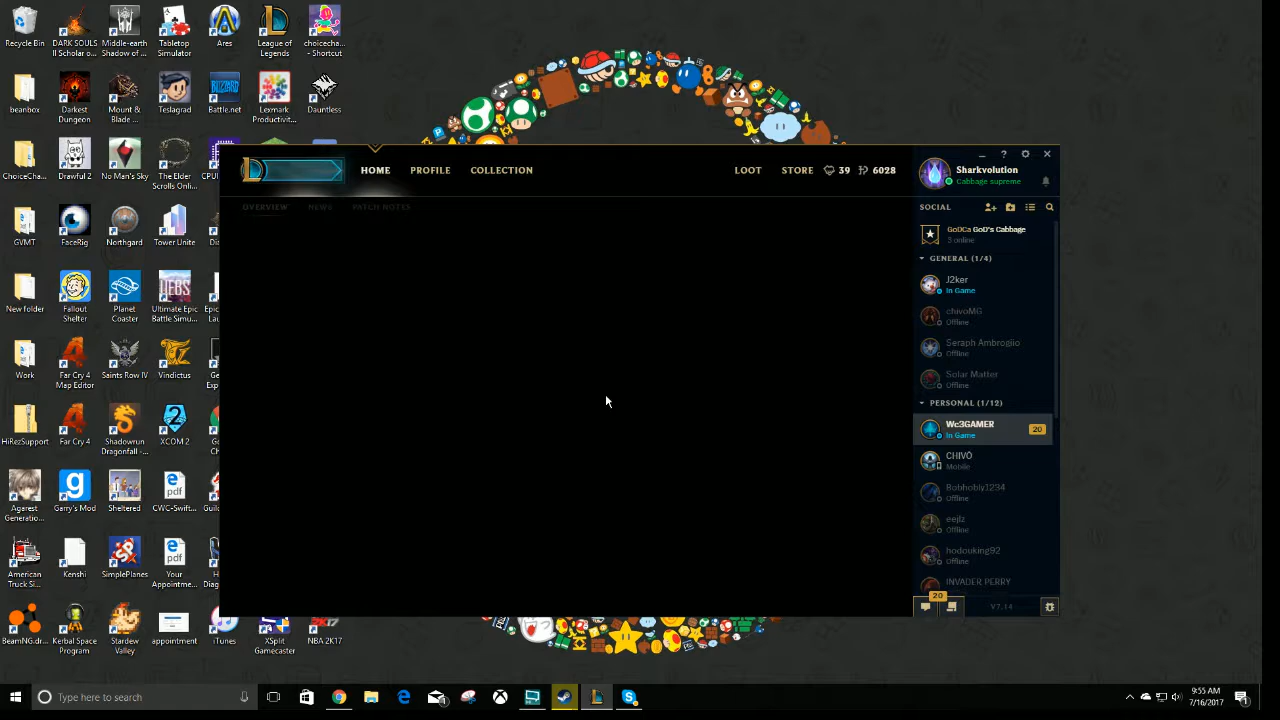 Recycle Bin
DARK SOULS
II Scholar o...
Middle-earth
Shadow of ...
Tabletop
Simulator
Ares
League of
Legends
choicecha...
- Shortcut
beanbox
Darkest
Dungeon
Mount &
Blade ...
Teslagrad
Battle.net
Lexmark
Productivit...
Dauntless
ChoiceCha...
Drawful 2
No Man's Sky
The Elder
Scrolls Onli...
GVMT
FaceRig
Northgard
Tower Unite
New folder
Fallout
Shelter
Planet
Coaster
Ultimate Epic
Battle Simu...
Work
Far Cry 4
Map Editor
Saints Row IV
Vindictus
HiRezSupport
Far Cry 4
Shadowrun
Dragonfall - ...
XCOM 2
Agarest
Generatio...
Garry's Mod
Sheltered
CWC-Swift...
American
Truck Si...
Kenshi
SimplePlanes
Your
Appointme...
BeamNG.dr...
Kerbal Space
Program
Stardew
Valley
appointment
iTunes
XSplit
Gamecaster
NBA 2K17
HOME
PROFILE
COLLECTION
LOOT
STORE
39
6028
OVERVIEW
NEWS
PATCH NOTES
Sharkvolution
Cabbage supreme
SOCIAL
GoDCa GoD's Cabbage
3 online
GENERAL (1/4)
J2ker
In Game
chivoMG
Offline
Seraph Ambrogiio
Offline
Solar Matter
Offline
PERSONAL (1/12)
Wc3GAMER
In Game
20
CHIVÖ
Mobile
Bobhobly1234
Offline
eejlz
Offline
hodouking92
Offline
INVADER PERRY
20
V7.14
Type here to search
9:55 AM
7/16/2017